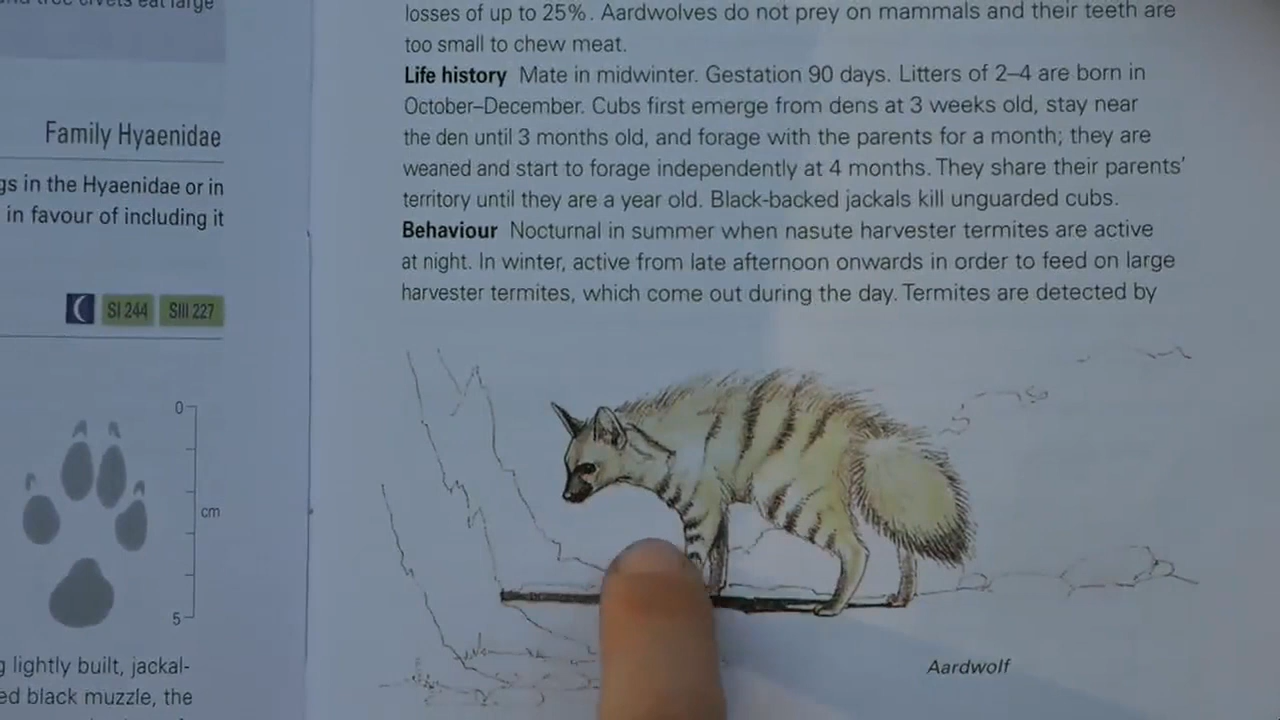 eat large
Family Hyaenidae
in the Hyaenidae or in
in favour of including it
SI 244 SIII 227
0
cm
5
lightly built, jackal-
black muzzle, the
losses of up to 25%. Aardwolves do not prey on mammals and their teeth are
too small to chew meat.
Life history Mate in midwinter. Gestation 90 days. Litters of 2–4 are born in
October–December. Cubs first emerge from dens at 3 weeks old, stay near
the den until 3 months old, and forage with the parents for a month; they are
weaned and start to forage independently at 4 months. They share their parents'
territory until they are a year old. Black-backed jackals kill unguarded cubs.
Behaviour Nocturnal in summer when nasute harvester termites are active
at night. In winter, active from late afternoon onwards in order to feed on large
harvester termites, which come out during the day. Termites are detected by
Aardwolf